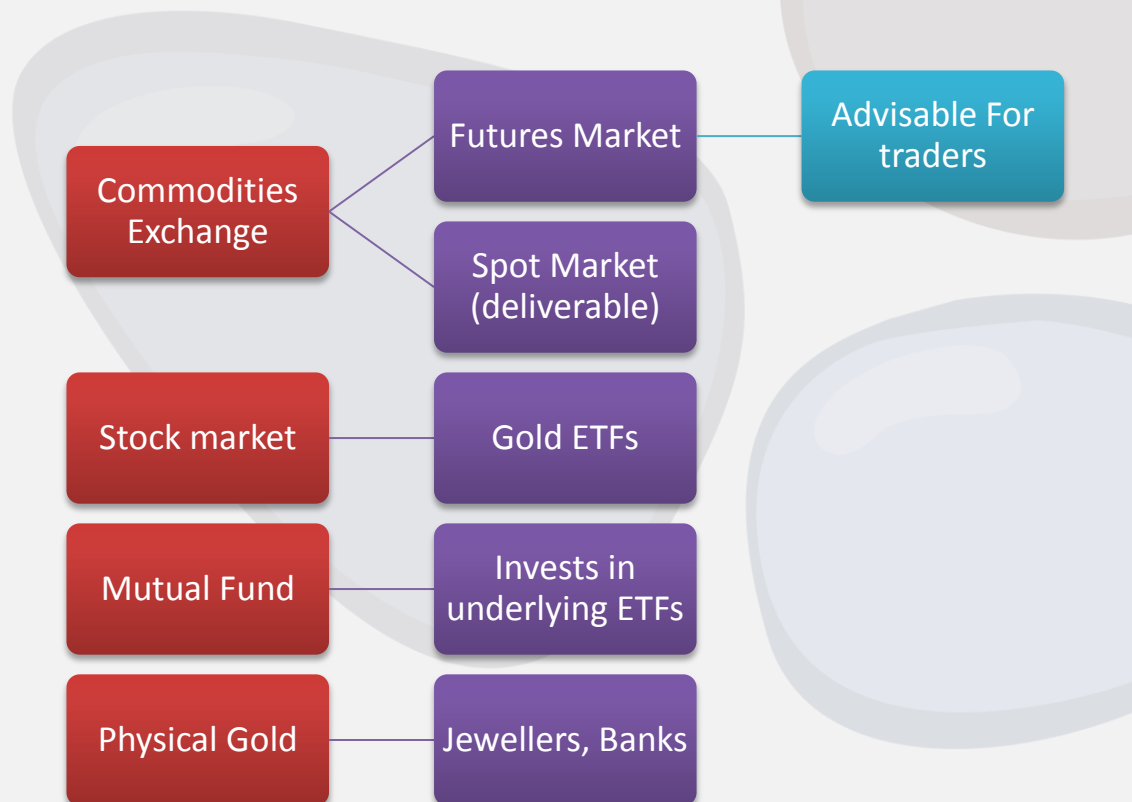 Commodities
Exchange
Futures Market
Advisable For
traders
Spot Market
(deliverable)
Stock market
Gold ETFs
Mutual Fund
Invests in
underlying ETFs
Physical Gold
Jewellers, Banks